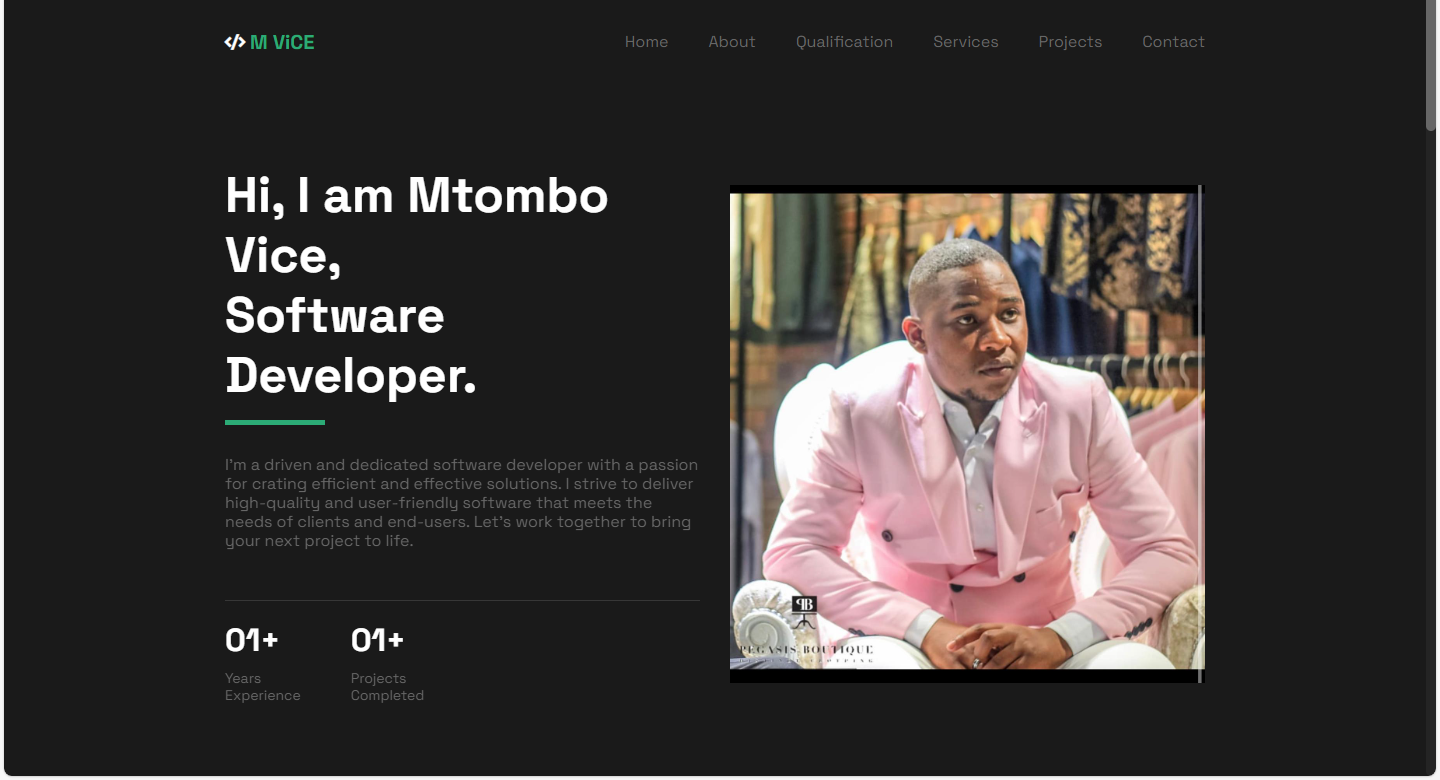 </> M ViCE
Home About Qualification Services Projects Contact
Hi, I am Mtombo
Vice,
Software
Developer.
I'm a driven and dedicated software developer with a passion
for crating efficient and effective solutions. I strive to deliver
high-quality and user-friendly software that meets the
needs of clients and end-users. Let's work together to bring
your next project to life.
01+ 01+
Years Projects
Experience Completed
PB
PEGASIS BOUTIQUE